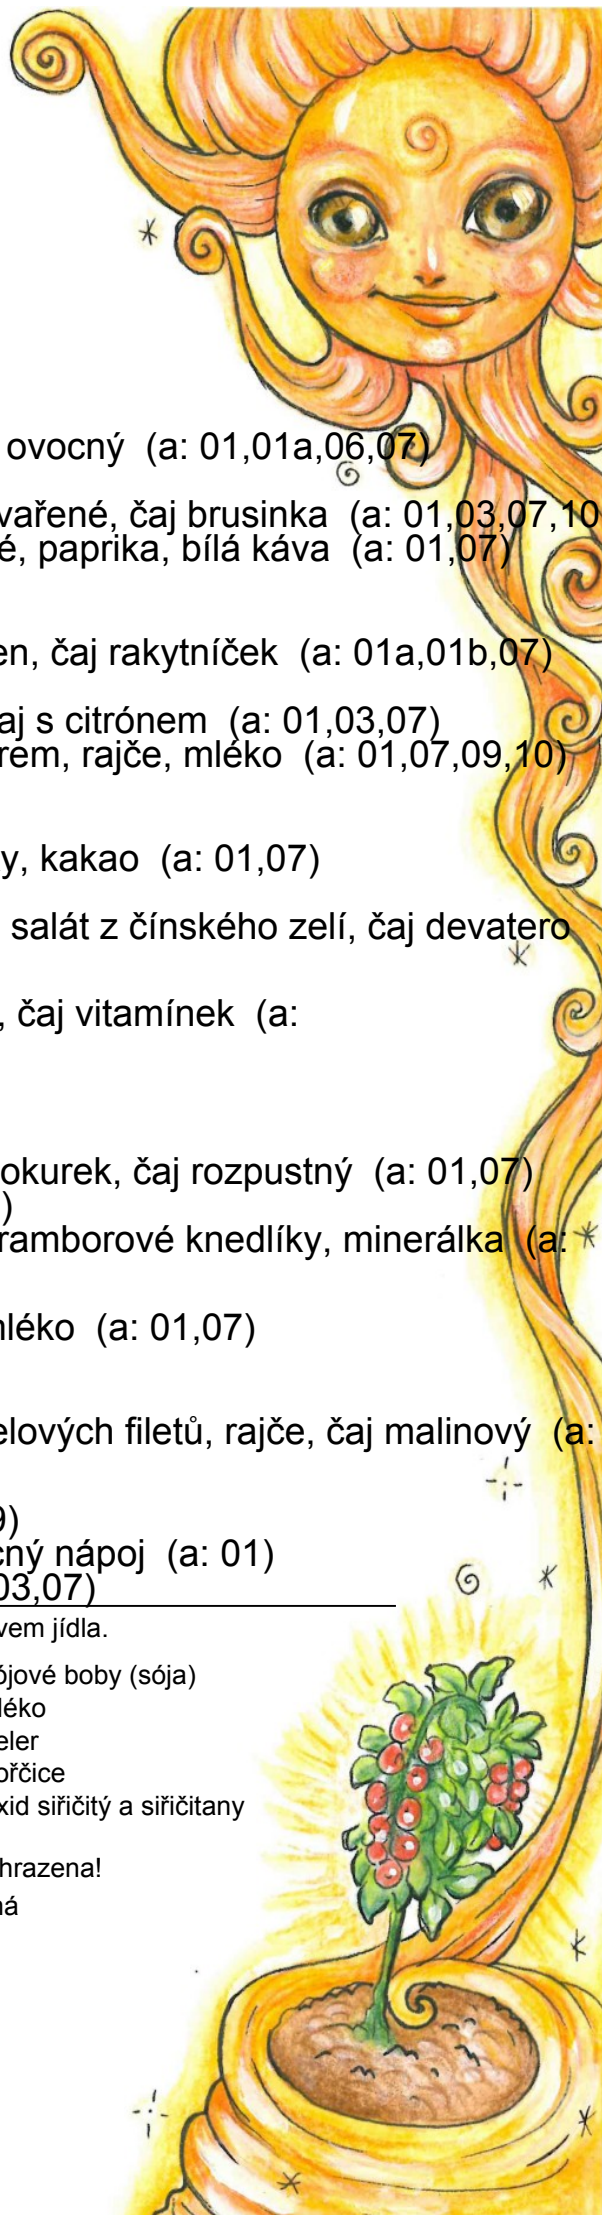 ovocný (a: 01,01a,06,07)
vařené, čaj brusinka (a: 01,03,07,10
é, paprika, bílá káva (a: 01,07)
en, čaj rakytníček (a: 01a,01b,07)
aj s citrónem (a: 01,03,07)
rem, rajče, mléko (a: 01,07,09,10)
y, kakao (a: 01,07)
salát z čínského zelí, čaj devatero
, čaj vitamínek (a:
okurek, čaj rozpustný (a: 01,07)
)
ramborové knedlíky, minerálka (a:
mléko (a: 01,07)
elových filetů, rajče, čaj malinový (a:
9)
cný nápoj (a: 01)
03,07)
vem jídla.
ójové boby (sója)
léko
eler
ořčice
xid siřičitý a siřičitany
hrazena!
ná